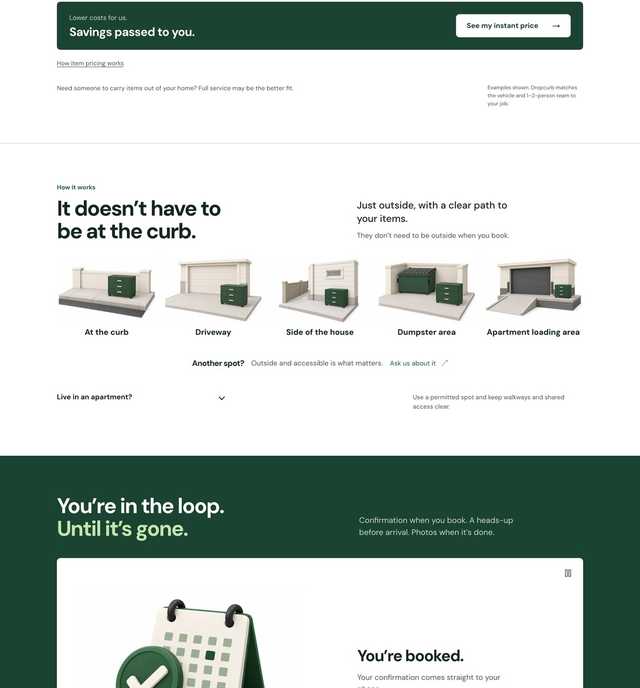 Lower costs for us.
Savings passed to you.
See my instant price →
How item pricing works
Need someone to carry items out of your home? Full service may be the better fit.
Examples shown. Dropcurb matches
the vehicle and 1–2-person team to
your job.
How it works
It doesn’t have to
be at the curb.
Just outside, with a clear path to
your items.
They don’t need to be outside when you book.
At the curb
Driveway
Side of the house
Dumpster area
Apartment loading area
Another spot? Outside and accessible is what matters. Ask us about it
Live in an apartment?
Use a permitted spot and keep walkways and shared
access clear.
You’re in the loop.
Until it’s gone.
Confirmation when you book. A heads-up
before arrival. Photos when it’s done.
You’re booked.
Your confirmation comes straight to your